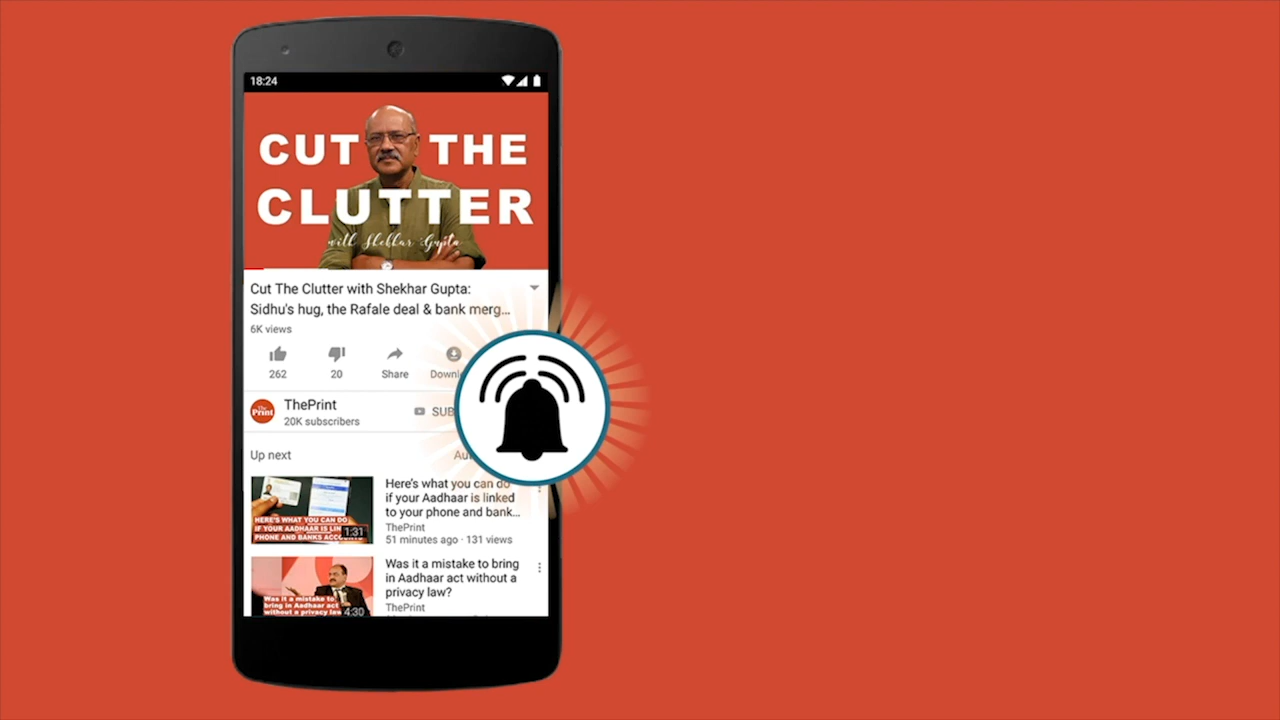 18:24
CUT THE
CLUTTER
with Shekhar Gupta
Cut The Clutter with Shekhar Gupta:
Sidhu's hug, the Rafale deal & bank merg...
6K views
262
20
Share
Downl
The
Print
ThePrint
SUB
20K subscribers
Up next
Au
Here's what you can do
if your Aadhaar is linked
to your phone and bank...
ThePrint
51 minutes ago · 131 views
HERE'S WHAT YOU CAN DO
IF YOUR AADHAAR IS LIN
PHONE AND BANKS ACCOUNTS
1:31
Was it a mistake to bring
in Aadhaar act without a
privacy law?
ThePrint
Was it a mistake to
bring in Aadhaar act
without a privacy law
4:30